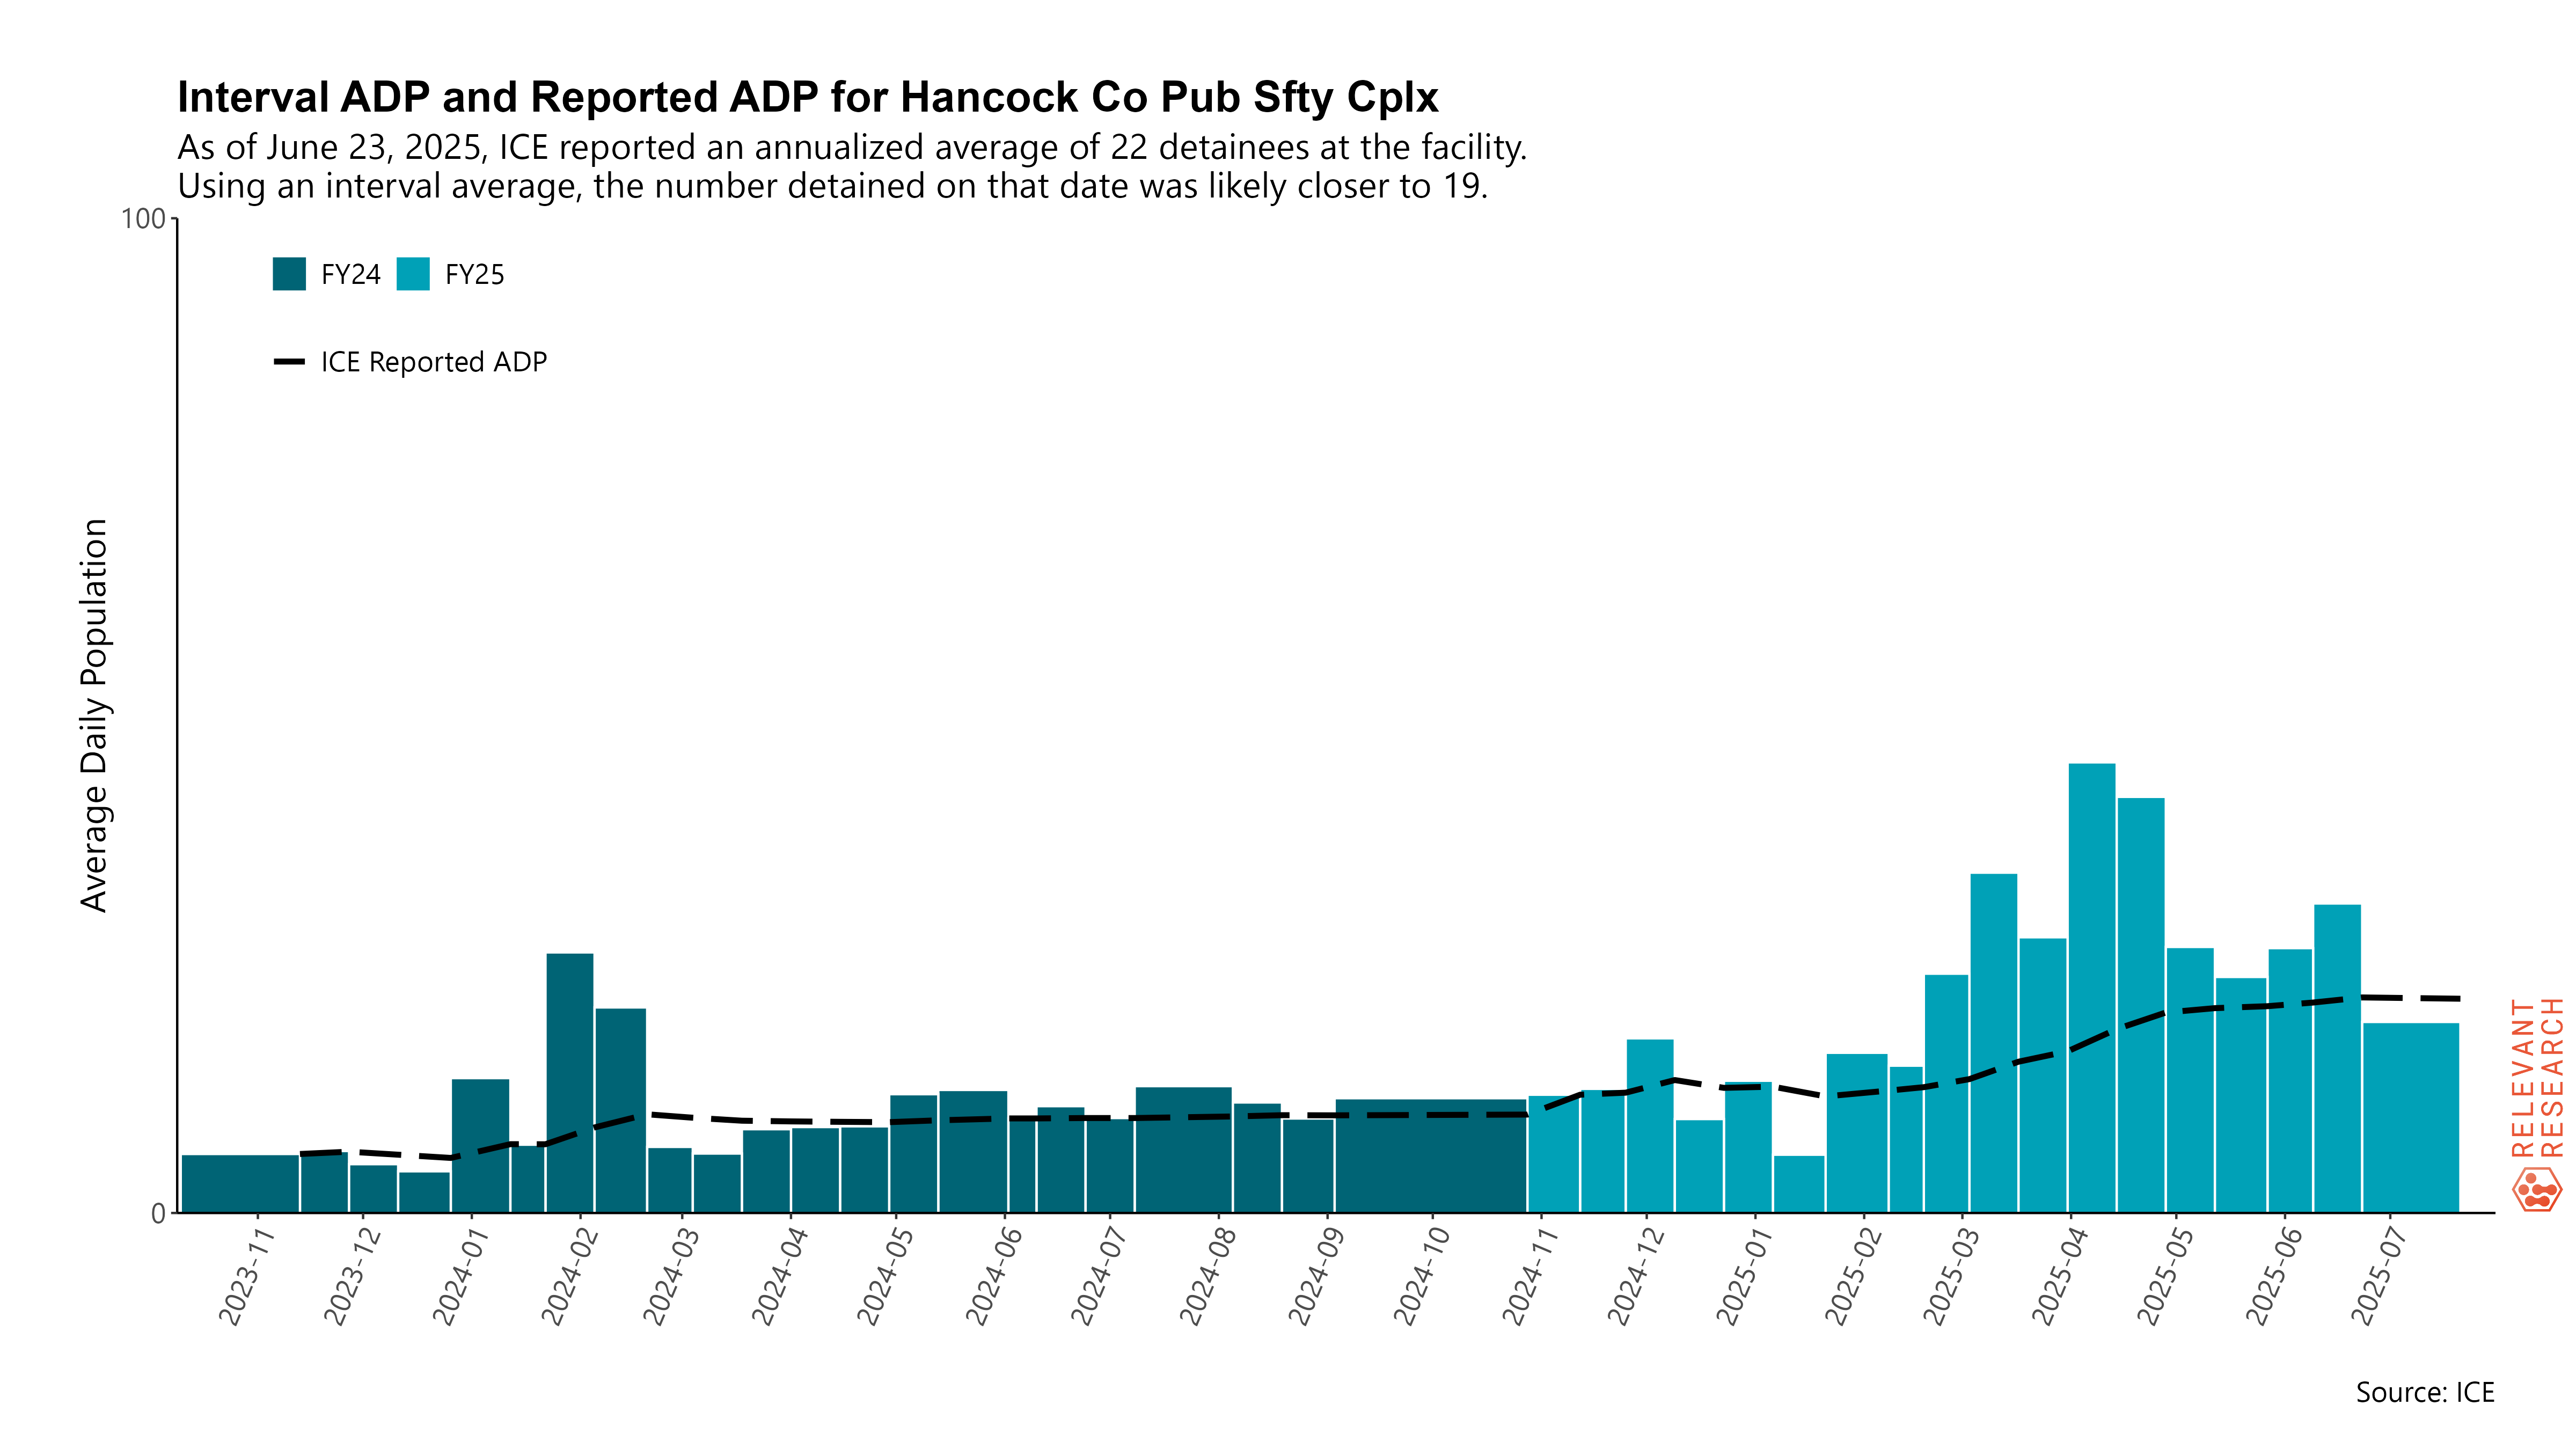 Interval ADP and Reported ADP for Hancock Co Pub Sfty Cplx
As of June 23, 2025, ICE reported an annualized average of 22 detainees at the facility.
Using an interval average, the number detained on that date was likely closer to 19.
100
FY24 FY25
ICE Reported ADP
Average Daily Population
0
2023-11
2023-12
2024-01
2024-02
2024-03
2024-04
2024-05
2024-06
2024-07
2024-08
2024-09
2024-10
2024-11
2024-12
2025-01
2025-02
2025-03
2025-04
2025-05
2025-06
2025-07
RELEVANT
RESEARCH
Source: ICE